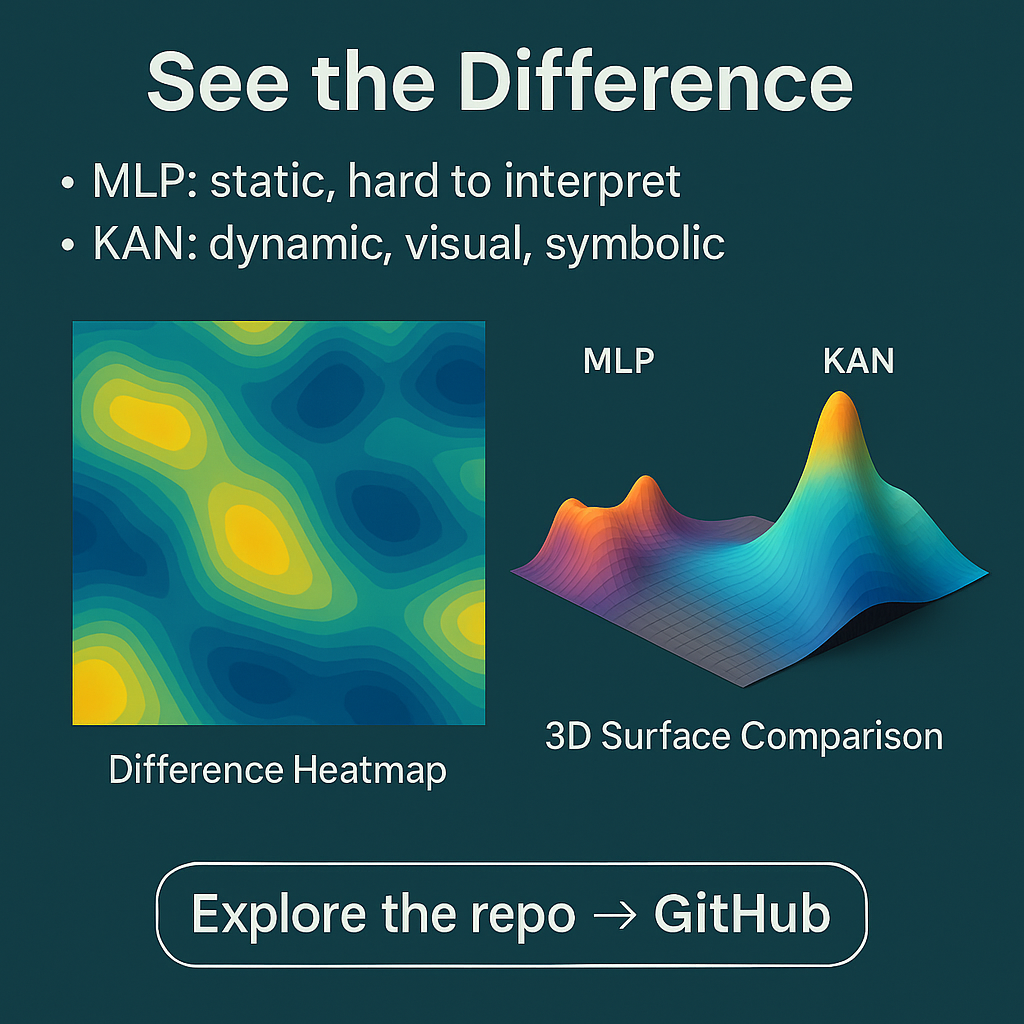 See the Difference
• MLP: static, hard to interpret
• KAN: dynamic, visual, symbolic
MLP KAN
Difference Heatmap
3D Surface Comparison
Explore the repo → GitHub